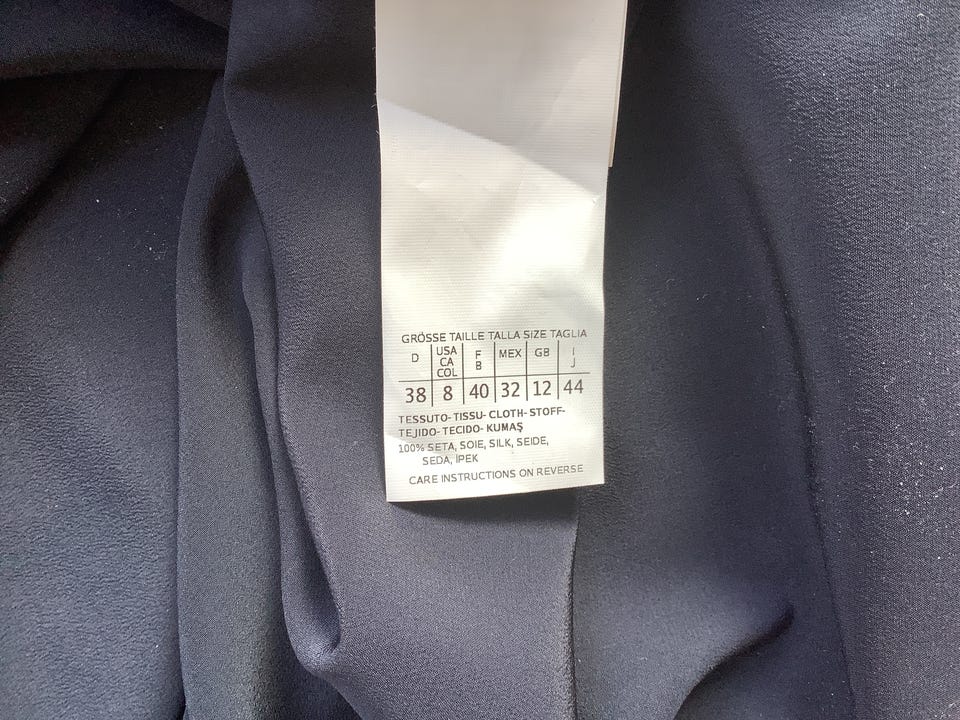 GRÖSSE TAILLE TALLA SIZE TAGLIA
D USA CA COL F B MEX GB I J
38 8 40 32 12 44
TESSUTO-TISSU-CLOTH-STOFF-
TEJIDO-TECIDO-KUMAŞ
100% SETA, SOIE, SILK, SEIDE,
SEDA, İPEK
CARE INSTRUCTIONS ON REVERSE